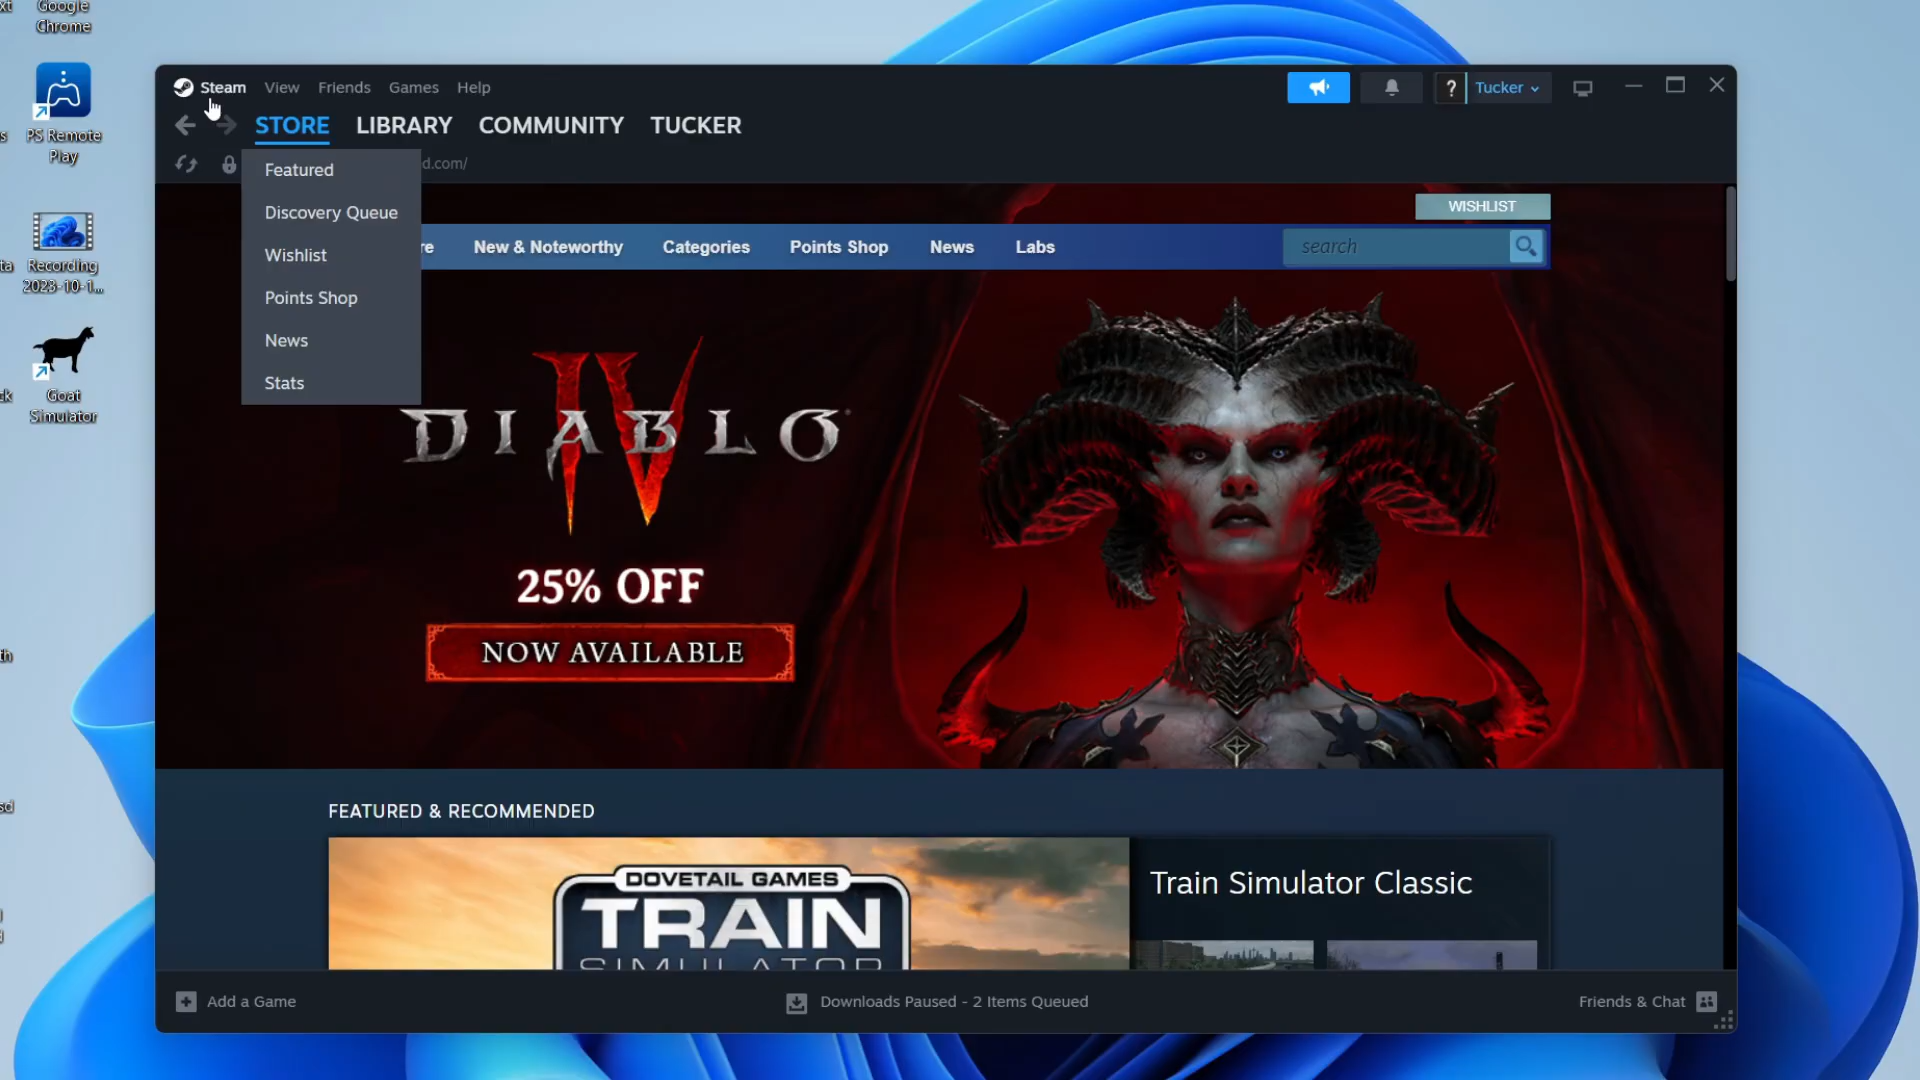 Google
Chrome
PS Remote
Play
Recording
2023-10-1...
Goat
Simulator
Steam View Friends Games Help
? Tucker
STORE LIBRARY COMMUNITY TUCKER
d.com/
Featured
Discovery Queue
Wishlist
Points Shop
News
Stats
WISHLIST
re New & Noteworthy Categories Points Shop News Labs search
IV
DIABLO
25% OFF
NOW AVAILABLE
FEATURED & RECOMMENDED
DOVETAIL GAMES
TRAIN
SIMULATOR
Train Simulator Classic
Add a Game Downloads Paused - 2 Items Queued Friends & Chat